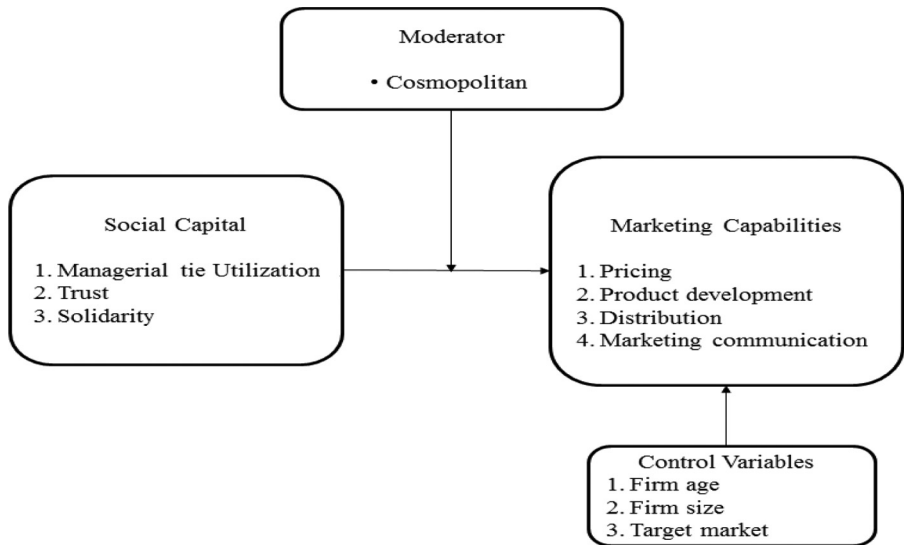 Moderator
• Cosmopolitan
Social Capital
1. Managerial tie Utilization
2. Trust
3. Solidarity
Marketing Capabilities
1. Pricing
2. Product development
3. Distribution
4. Marketing communication
Control Variables
1. Firm age
2. Firm size
3. Target market